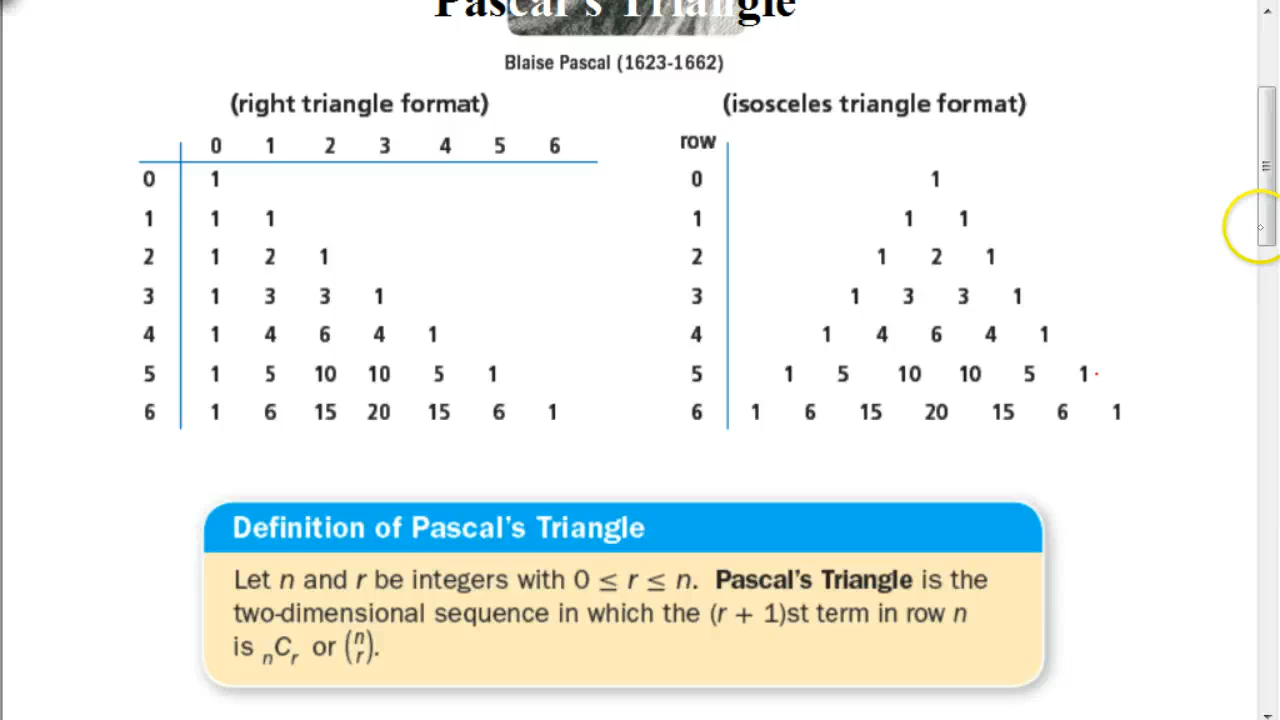 Pascal's Triangle
Blaise Pascal (1623-1662)
(right triangle format)
0 1 2 3 4 5 6
0 1
1 1 1
2 1 2 1
3 1 3 3 1
4 1 4 6 4 1
5 1 5 10 10 5 1
6 1 6 15 20 15 6 1
(isosceles triangle format)
row
0 1
1 1 1
2 1 2 1
3 1 3 3 1
4 1 4 6 4 1
5 1 5 10 10 5 1
6 1 6 15 20 15 6 1
Definition of Pascal's Triangle
Let n and r be integers with 0 ≤ r ≤ n. Pascal's Triangle is the
two-dimensional sequence in which the (r + 1)st term in row n
is ₙCᵣ or (n r).